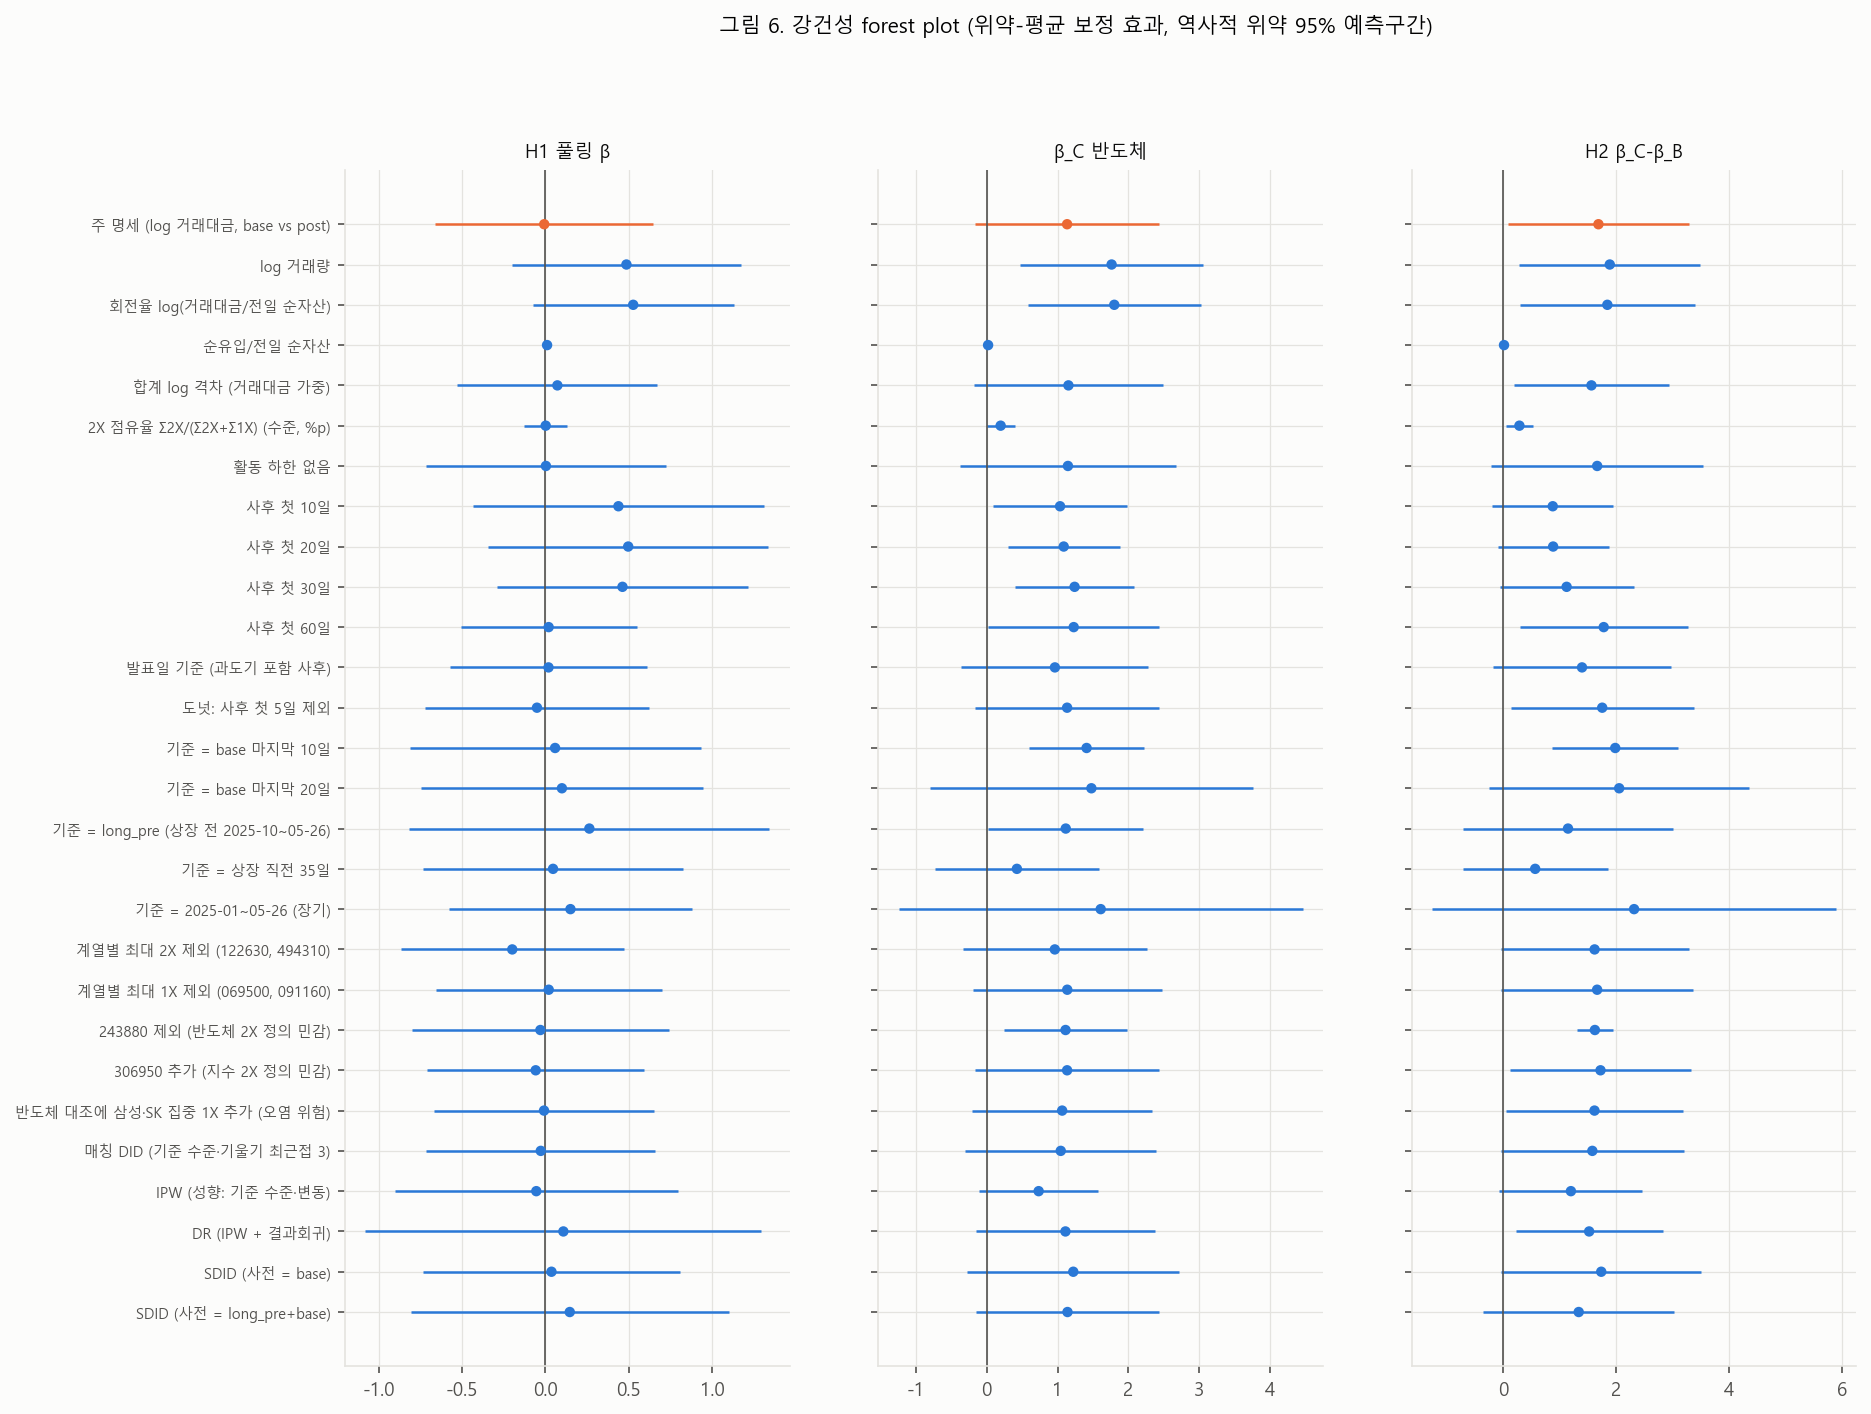 그림 6. 강건성 forest plot (위약-평균 보정 효과, 역사적 위약 95% 예측구간)
H1 풀링 β
β_C 반도체
H2 β_C-β_B
주 명세 (log 거래대금, base vs post)
log 거래량
회전율 log(거래대금/전일 순자산)
순유입/전일 순자산
합계 log 격차 (거래대금 가중)
2X 점유율 Σ2X/(Σ2X+Σ1X) (수준, %p)
활동 하한 없음
사후 첫 10일
사후 첫 20일
사후 첫 30일
사후 첫 60일
발표일 기준 (과도기 포함 사후)
도넛: 사후 첫 5일 제외
기준 = base 마지막 10일
기준 = base 마지막 20일
기준 = long_pre (상장 전 2025-10~05-26)
기준 = 상장 직전 35일
기준 = 2025-01~05-26 (장기)
계열별 최대 2X 제외 (122630, 494310)
계열별 최대 1X 제외 (069500, 091160)
243880 제외 (반도체 2X 정의 민감)
306950 추가 (지수 2X 정의 민감)
반도체 대조에 삼성·SK 집중 1X 추가 (오염 위험)
매칭 DID (기준 수준·기울기 최근접 3)
IPW (성향: 기준 수준·변동)
DR (IPW + 결과회귀)
SDID (사전 = base)
SDID (사전 = long_pre+base)
-1.0 -0.5 0.0 0.5 1.0
-1 0 1 2 3 4
0 2 4 6